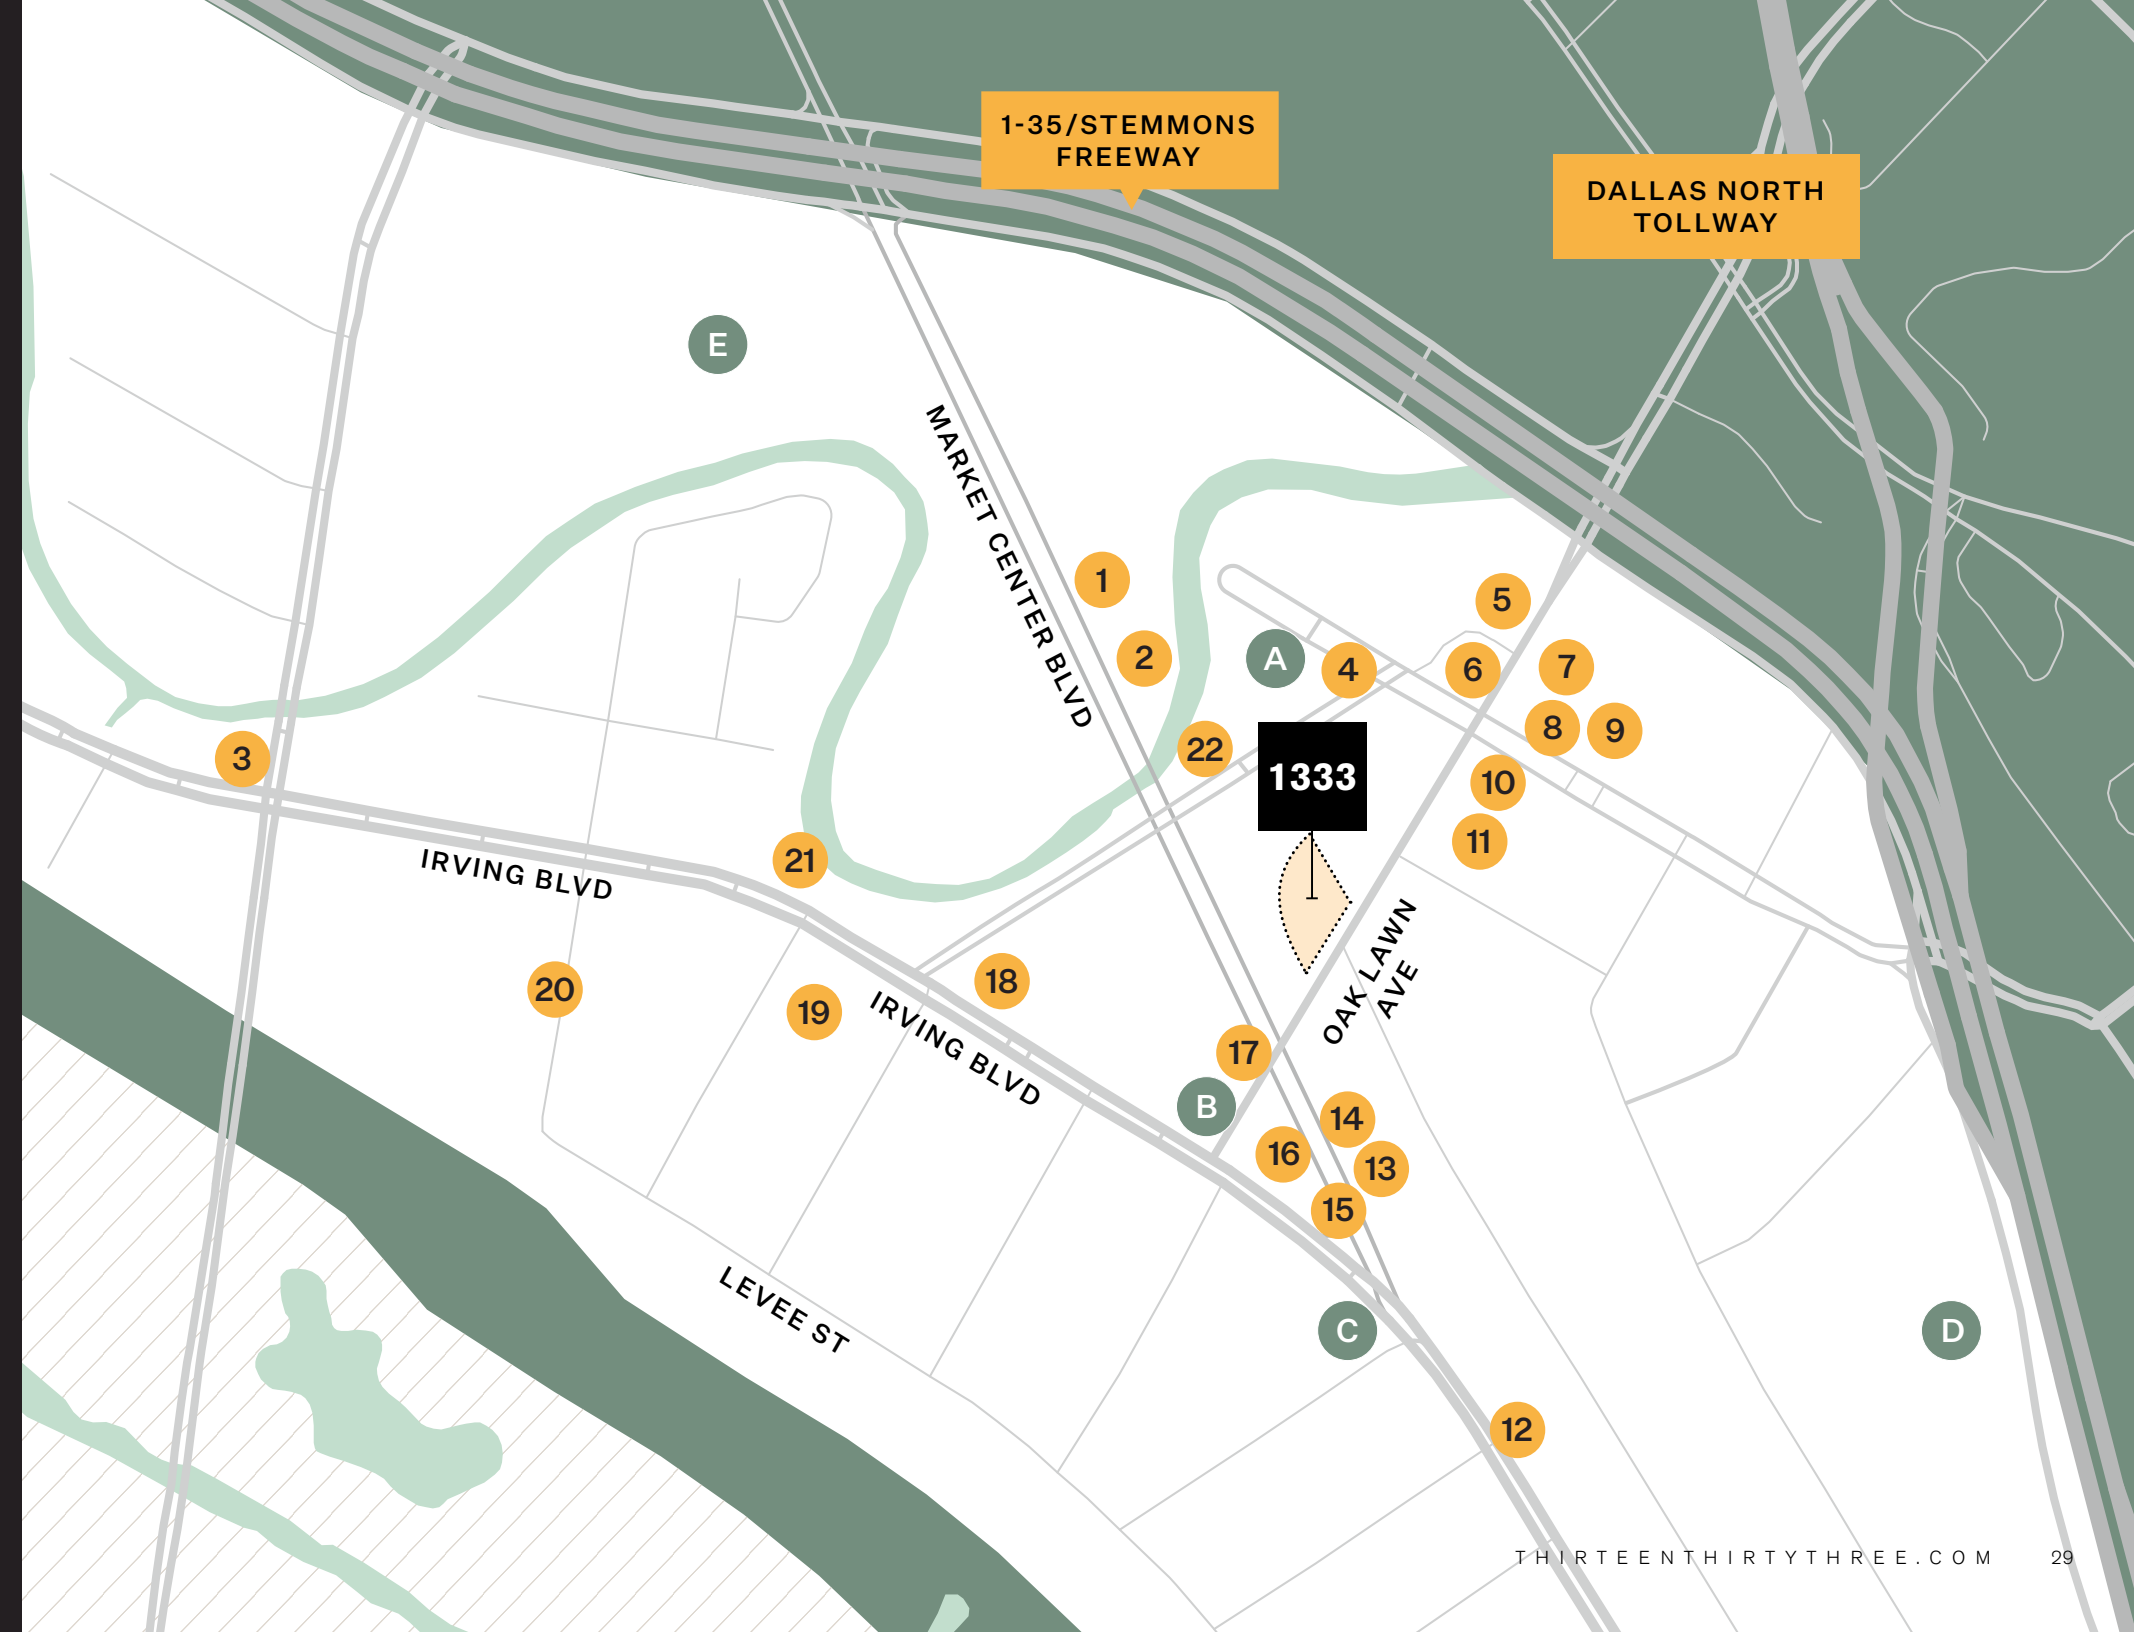 1-35/STEMMONS
FREEWAY
DALLAS NORTH
TOLLWAY
E
MARKET CENTER BLVD
1
2
A
4
5
6
7
8
9
22
1333
10
11
3
21
IRVING BLVD
OAK LAWN
AVE
20
19
18
IRVING BLVD
17
B
14
16
13
15
LEVEE ST
C
D
12
THIRTEENTHIRTYTHREE.COM 29